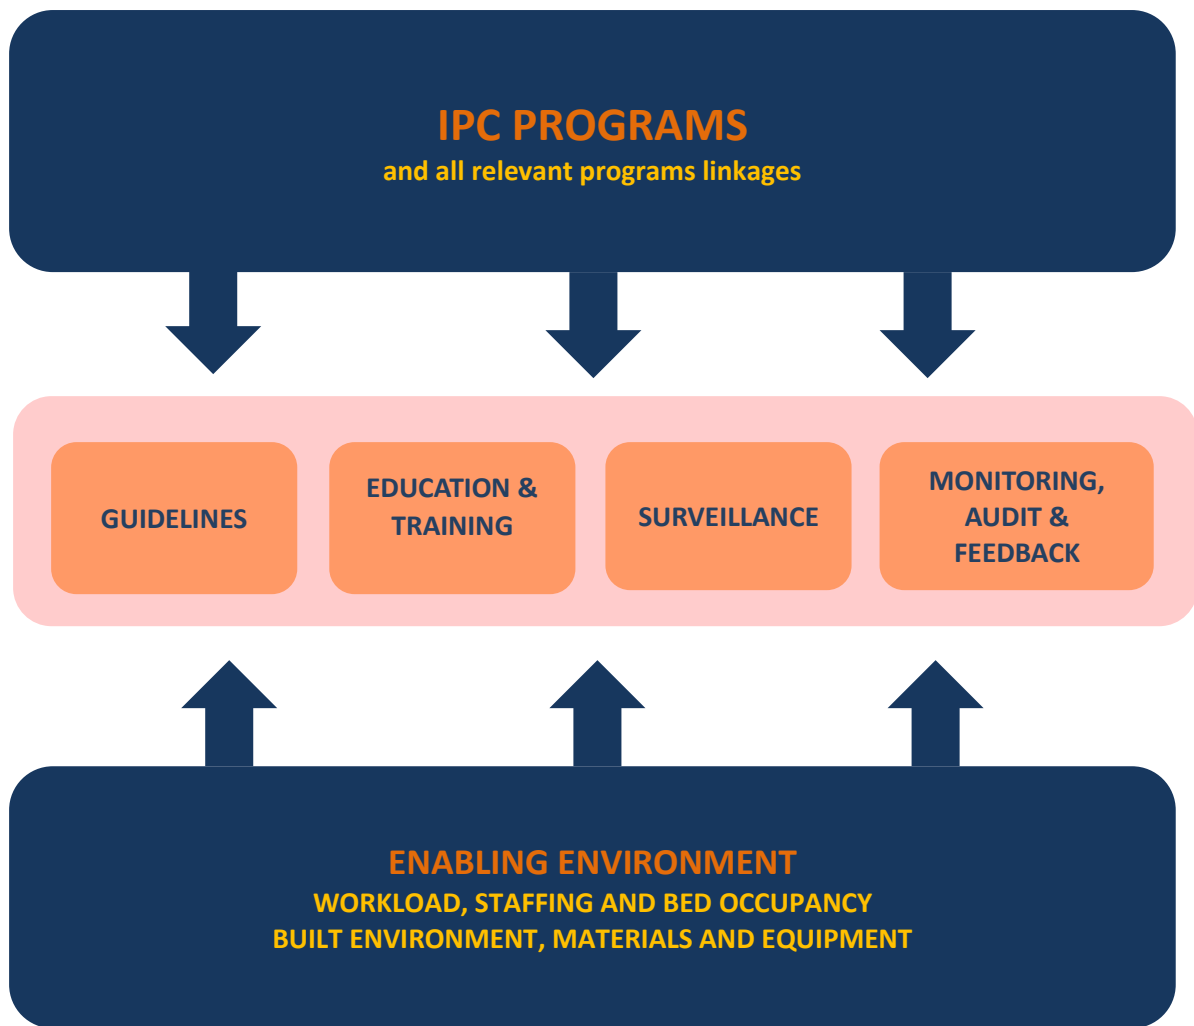 IPC PROGRAMS
and all relevant programs linkages
GUIDELINES
EDUCATION &
TRAINING
SURVEILLANCE
MONITORING,
AUDIT &
FEEDBACK
ENABLING ENVIRONMENT
WORKLOAD, STAFFING AND BED OCCUPANCY
BUILT ENVIRONMENT, MATERIALS AND EQUIPMENT